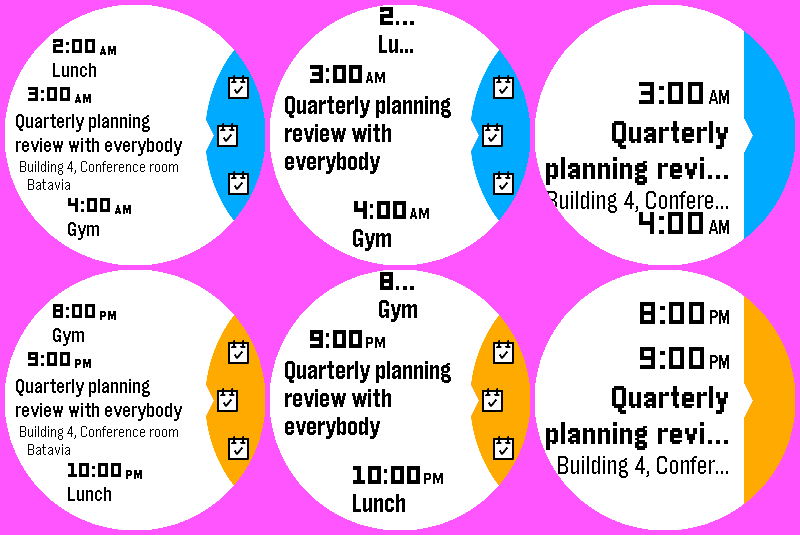 2:00 AM
Lunch
3:00 AM
Quarterly planning
review with everybody
Building 4, Conference room
Batavia
4:00 AM
Gym
2...
Lu...
3:00 AM
Quarterly planning
review with
everybody
4:00 AM
Gym
3:00 AM
Quarterly
planning revi...
Building 4, Confere...
4:00 AM
8:00 PM
Gym
9:00 PM
Quarterly planning
review with everybody
Building 4, Conference room
Batavia
10:00 PM
Lunch
8...
Gym
9:00 PM
Quarterly planning
review with
everybody
10:00 PM
Lunch
8:00 PM
9:00 PM
Quarterly
planning revi...
Building 4, Confer...